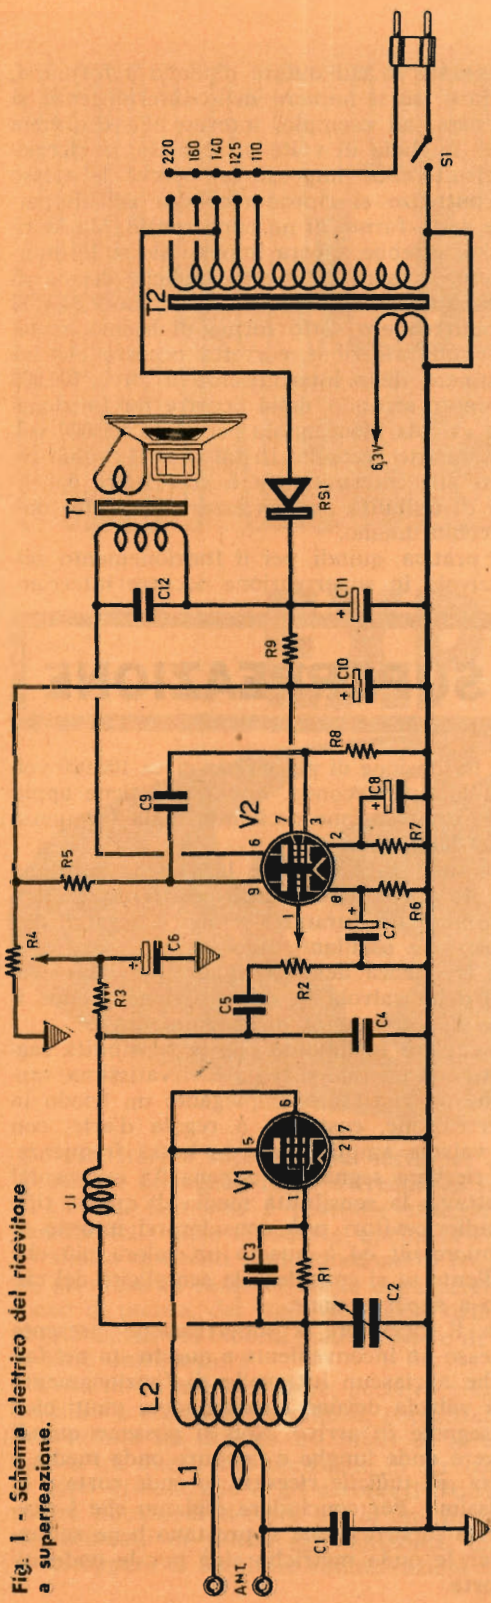 Fig. 1 - Schema elettrico del ricevitore
a superreazione.
L1
L2
ANT.
C1
J1
C3
R1
C2
V1
1
5
6
2
7
R4
R3
C6
+
R5
C5
R2
C4
C9
V2
9
6
7
3
1
8
2
C7
+
R6
R7
C8
+
R8
R9
C10
+
C11
+
C12
T1
RS1
6,3V
T2
220
160
140
125
110
S1